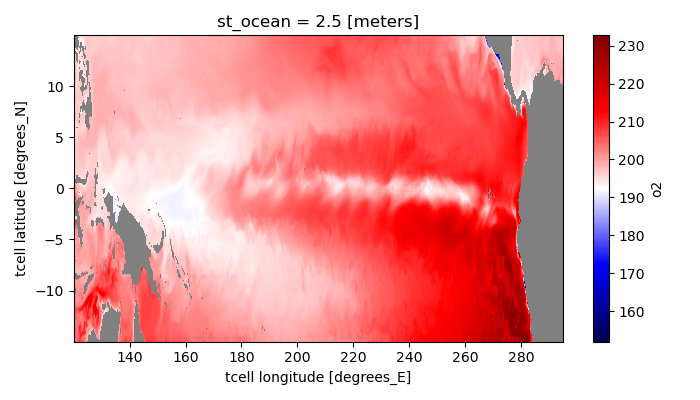 st_ocean = 2.5 [meters]
tcell latitude [degrees_N]
10
5
0
−5
−10
140 160 180 200 220 240 260 280
tcell longitude [degrees_E]
230
220
210
200
190
180
170
160
o2